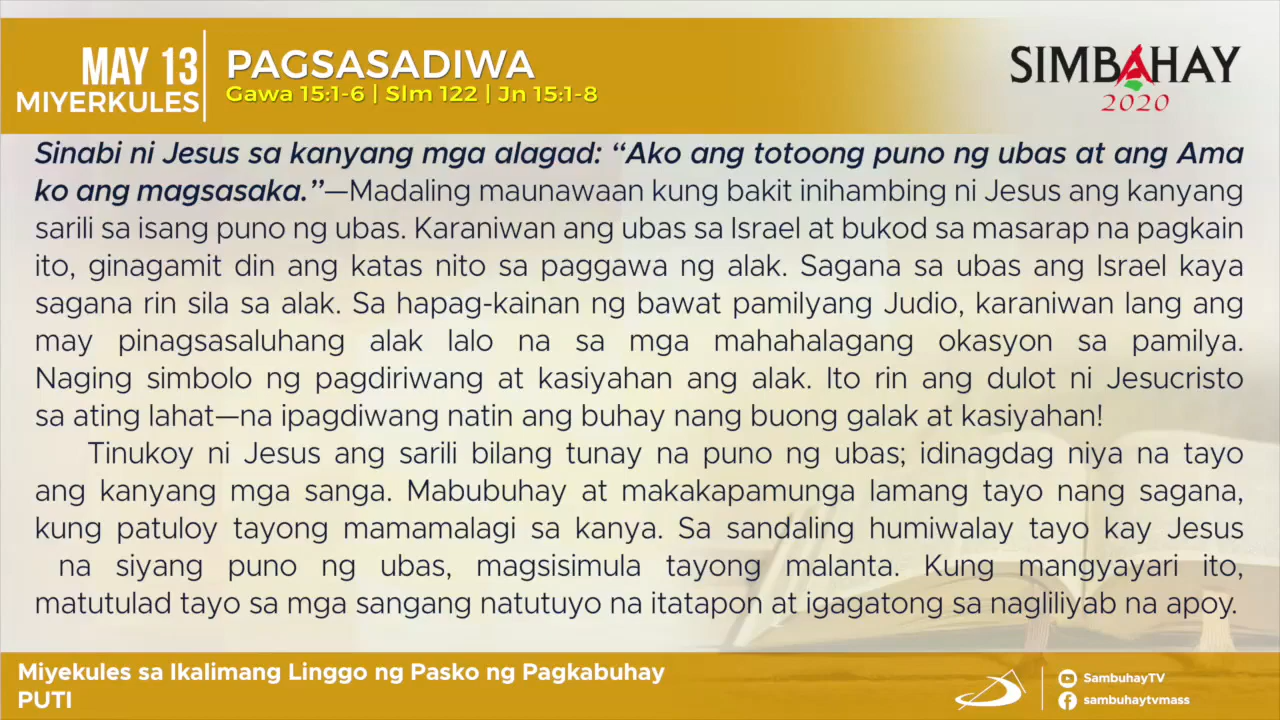 MAY 13
MIYERKULES
PAGSASADIWA
Gawa 15:1-6 | Slm 122 | Jn 15:1-8
SIMBAHAY
2020
Sinabi ni Jesus sa kanyang mga alagad: “Ako ang totoong puno ng ubas at ang Ama
ko ang magsasaka.”—Madaling maunawaan kung bakit inihambing ni Jesus ang kanyang
sarili sa isang puno ng ubas. Karaniwan ang ubas sa Israel at bukod sa masarap na pagkain
ito, ginagamit din ang katas nito sa paggawa ng alak. Sagana sa ubas ang Israel kaya
sagana rin sila sa alak. Sa hapag-kainan ng bawat pamilyang Judio, karaniwan lang ang
may pinagsasaluhang alak lalo na sa mga mahahalagang okasyon sa pamilya.
Naging simbolo ng pagdiriwang at kasiyahan ang alak. Ito rin ang dulot ni Jesucristo
sa ating lahat—na ipagdiwang natin ang buhay nang buong galak at kasiyahan!
Tinukoy ni Jesus ang sarili bilang tunay na puno ng ubas; idinagdag niya na tayo
ang kanyang mga sanga. Mabubuhay at makakapamunga lamang tayo nang sagana,
kung patuloy tayong mamamalagi sa kanya. Sa sandaling humiwalay tayo kay Jesus
na siyang puno ng ubas, magsisimula tayong malanta. Kung mangyayari ito,
matutulad tayo sa mga sangang natutuyo na itatapon at igagatong sa nagliliyab na apoy.
Miyekules sa Ikalimang Linggo ng Pasko ng Pagkabuhay
PUTI
SambuhayTV
sambuhaytvmass